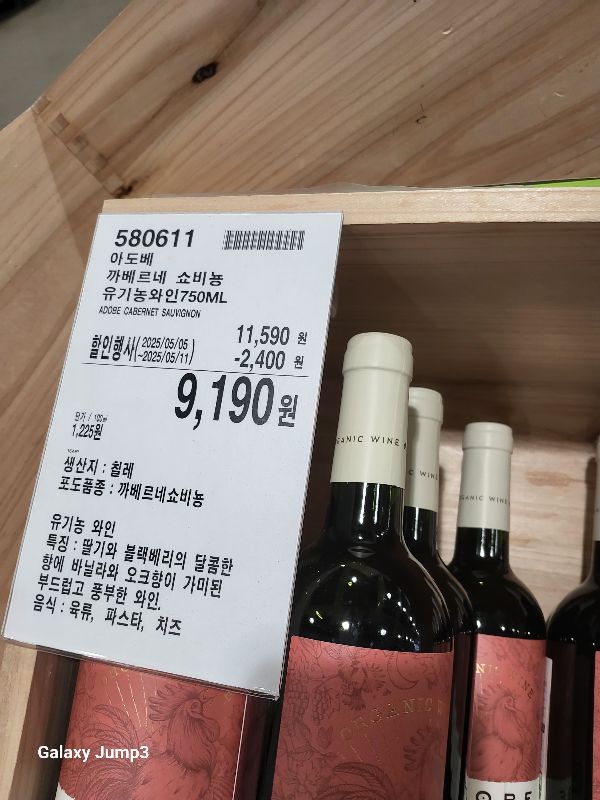 580611
아도베
까베르네 쇼비뇽
유기농와인750ML
ADOBE CABERNET SAUVIGNON
11,590 원
할인행사(2025/05/05 ~2025/05/11) -2,400 원
9,190원
단가 / 100㎖
1,225원
생산지 : 칠레
포도품종 : 까베르네쇼비뇽
유기농 와인
특징 : 딸기와 블랙베리의 달콤한
향에 바닐라와 오크향이 가미된
부드럽고 풍부한 와인.
음식 : 육류, 파스타, 치즈
GANIC WINE
C WINE
GANIC WINE
ORGANIC
Galaxy Jump3